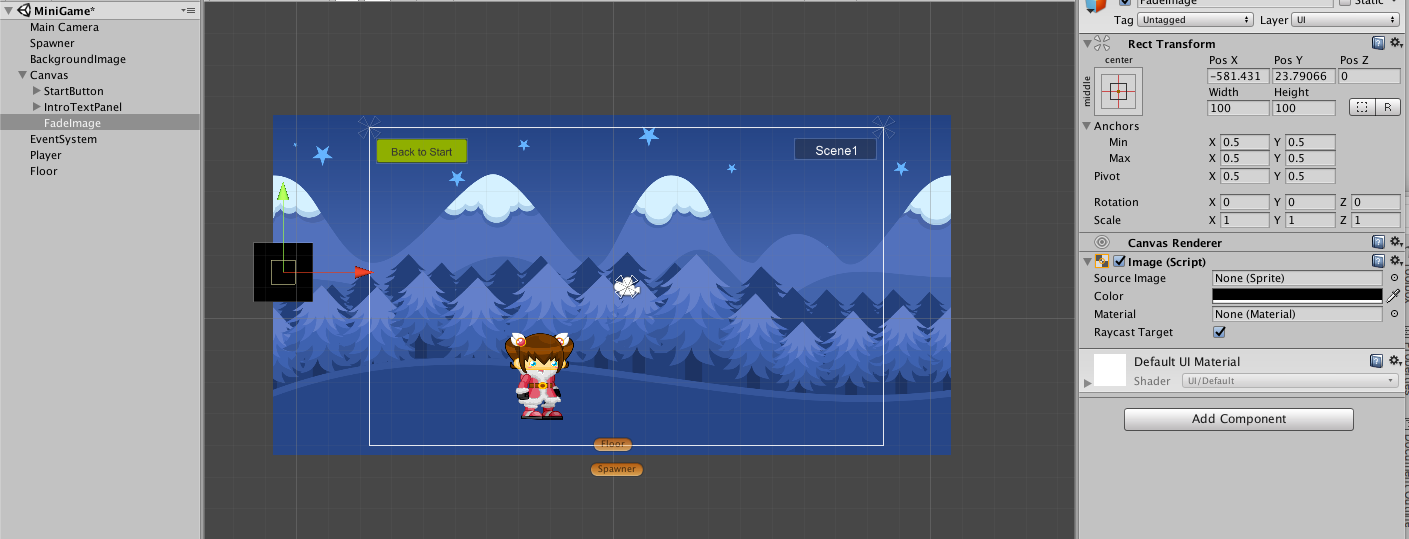 MiniGame*
Main Camera
Spawner
BackgroundImage
Canvas
StartButton
IntroTextPanel
FadeImage
EventSystem
Player
Floor
Back to Start
Scene1
Floor
Spawner
FadeImage
Static
Tag Untagged Layer UI
Rect Transform
center
middle
Pos X Pos Y Pos Z
-581.431 23.79066 0
Width Height
100 100 R
Anchors
Min X 0.5 Y 0.5
Max X 0.5 Y 0.5
Pivot X 0.5 Y 0.5
Rotation X 0 Y 0 Z 0
Scale X 1 Y 1 Z 1
Canvas Renderer
Image (Script)
Source Image None (Sprite)
Color
Material None (Material)
Raycast Target
Default UI Material
Shader UI/Default
Add Component